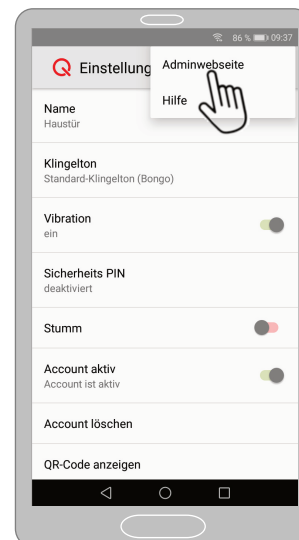 86 % 09:37
Einstellung
Adminwebseite
Hilfe
Name
Haustür
Klingelton
Standard-Klingelton (Bongo)
Vibration
ein
Sicherheits PIN
deaktiviert
Stumm
Account aktiv
Account ist aktiv
Account löschen
QR-Code anzeigen